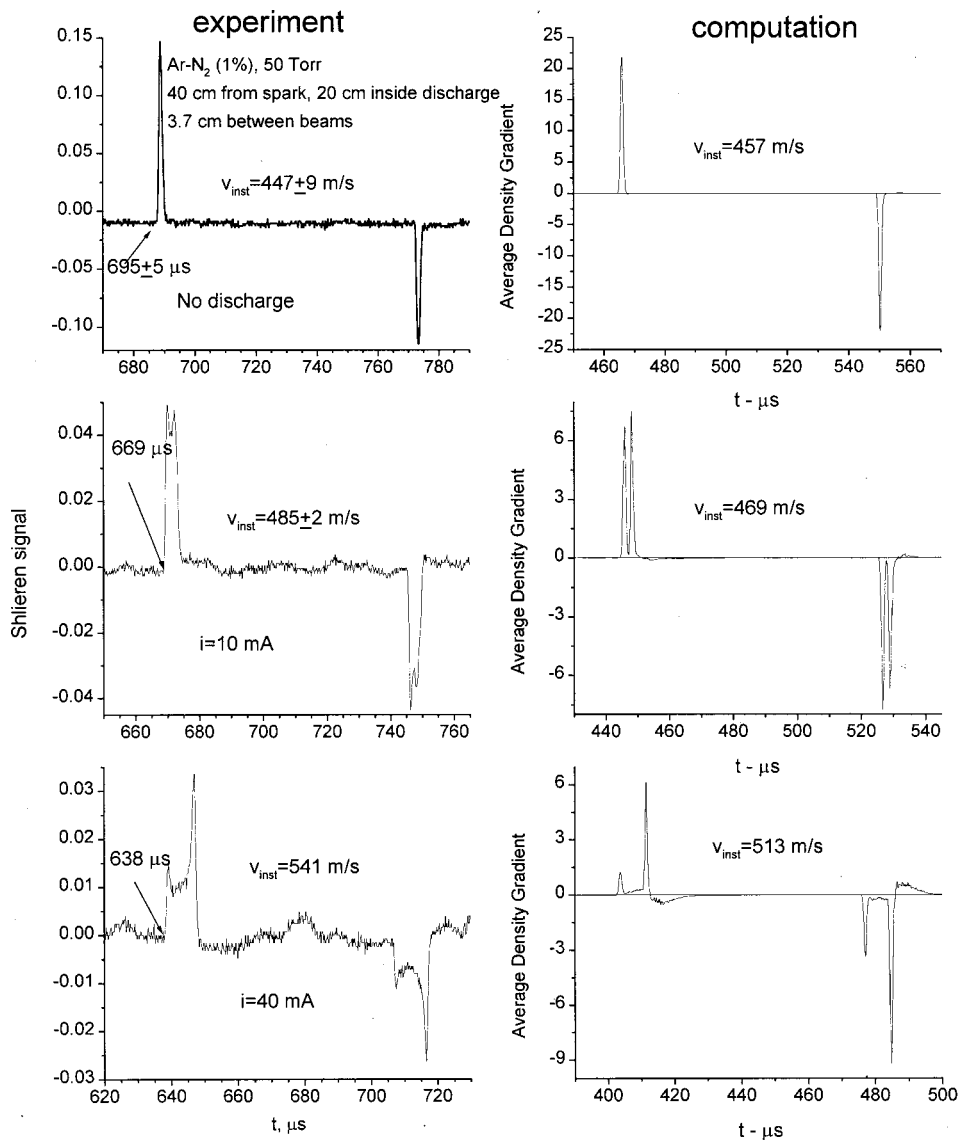 experiment
0.15
0.10
0.05
0.00
-0.05
-0.10
Ar-N₂ (1%), 50 Torr
40 cm from spark, 20 cm inside discharge
3.7 cm between beams
v_inst=447±9 m/s
695±5 μs
No discharge
680 700 720 740 760 780
computation
Average Density Gradient
25
20
15
10
5
0
-5
-10
-15
-20
-25
v_inst=457 m/s
460 480 500 520 540 560
t - μs
Shlieren signal
0.04
0.02
0.00
-0.02
-0.04
669 μs
v_inst=485±2 m/s
i=10 mA
660 680 700 720 740 760
Average Density Gradient
6
3
0
-3
-6
v_inst=469 m/s
440 460 480 500 520 540
t - μs
0.03
0.02
0.01
0.00
-0.01
-0.02
-0.03
638 μs
v_inst=541 m/s
i=40 mA
620 640 660 680 700 720
t, μs
Average Density Gradient
6
3
0
-3
-6
-9
v_inst=513 m/s
400 420 440 460 480 500
t - μs